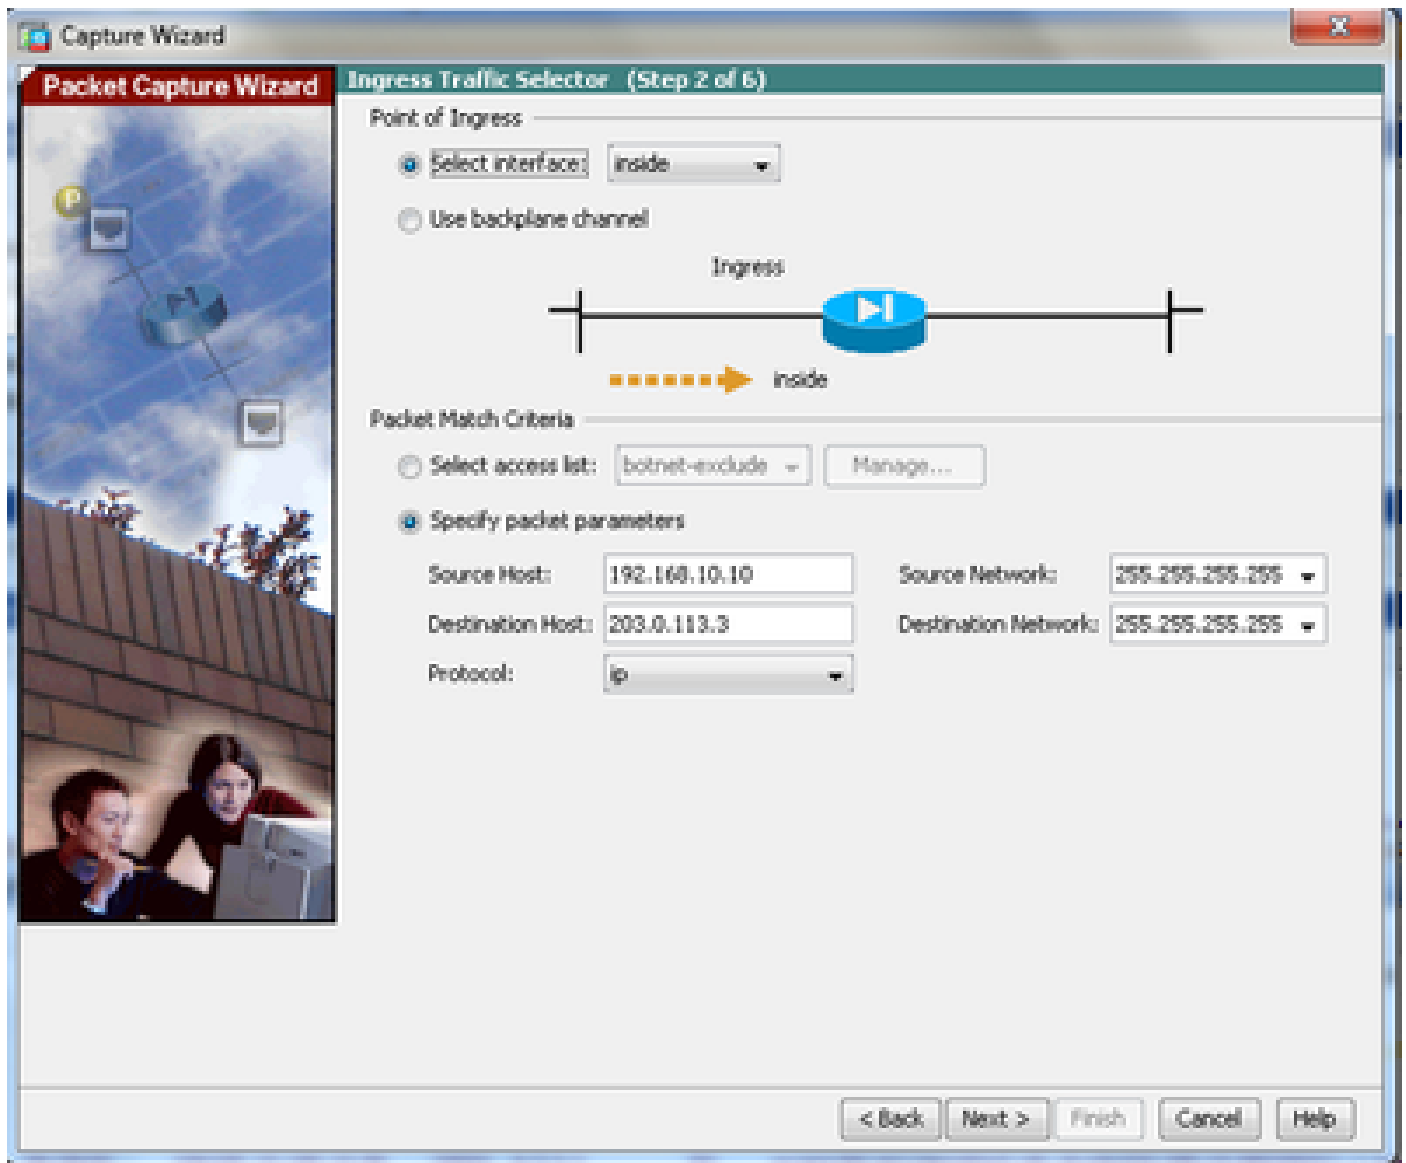 Capture Wizard
Packet Capture Wizard
Ingress Traffic Selector (Step 2 of 6)
Point of Ingress
Select interface: inside
Use backplane channel
Ingress
inside
Packet Match Criteria
Select access list: botnet-exclude Manage...
Specify packet parameters
Source Host: 192.168.10.10 Source Network: 255.255.255.255
Destination Host: 203.0.113.3 Destination Network: 255.255.255.255
Protocol: ip
< Back Next > Finish Cancel Help
P